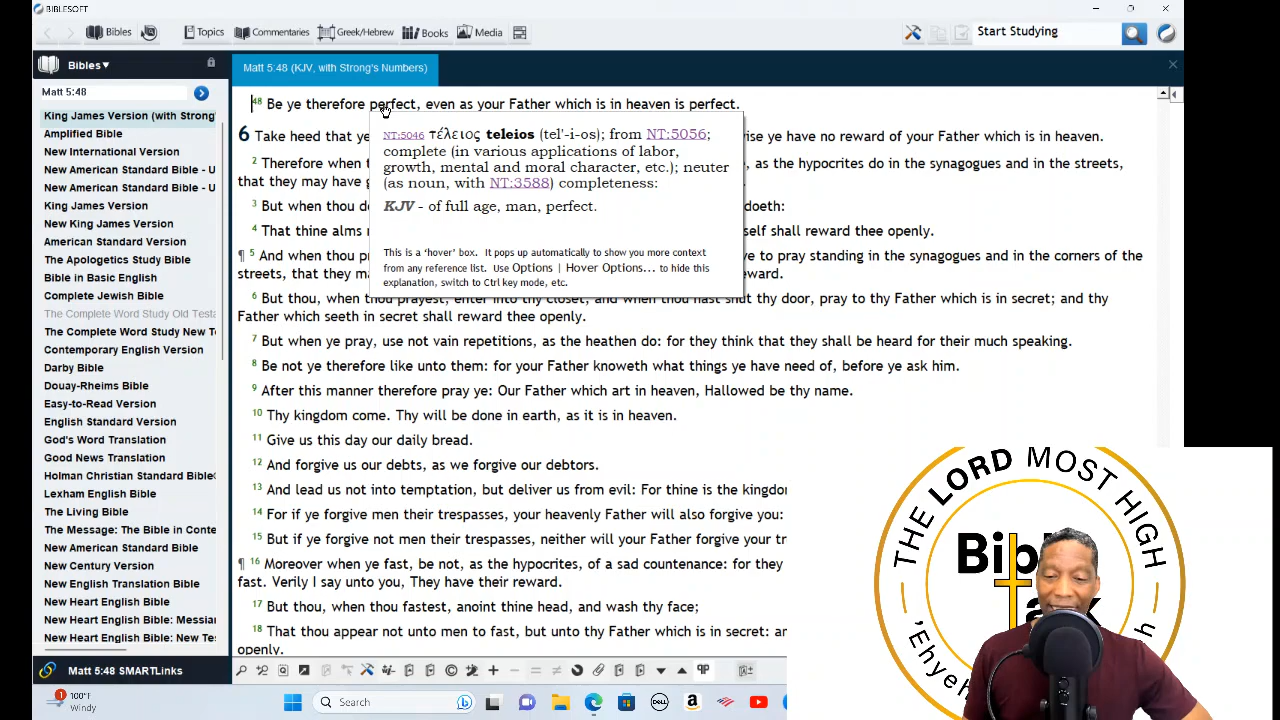 BIBLESOFT
Bibles
Topics
Commentaries
Greek/Hebrew
Books
Media
Start Studying
Bibles▾
Matt 5:48
King James Version (with Strong'
Amplified Bible
New International Version
New American Standard Bible - U
New American Standard Bible - U
King James Version
New King James Version
American Standard Version
The Apologetics Study Bible
Bible in Basic English
Complete Jewish Bible
The Complete Word Study Old Testa
The Complete Word Study New T
Contemporary English Version
Darby Bible
Douay-Rheims Bible
Easy-to-Read Version
English Standard Version
God's Word Translation
Good News Translation
Holman Christian Standard Bible
Lexham English Bible
The Living Bible
The Message: The Bible in Conte
New American Standard Bible
New Century Version
New English Translation Bible
New Heart English Bible
New Heart English Bible: Messia
New Heart English Bible: New Te
Matt 5:48 SMARTLinks
Matt 5:48 (KJV, with Strong's Numbers)
48 Be ye therefore perfect, even as your Father which is in heaven is perfect.
6 Take heed that ye
ise ye have no reward of your Father which is in heaven.
2 Therefore when t
, as the hypocrites do in the synagogues and in the streets,
that they may have g
3 But when thou do
doeth:
4 That thine alms
self shall reward thee openly.
¶ 5 And when thou pr
e to pray standing in the synagogues and in the corners of the
streets, that they ma
ward.
6 But thou, when thou prayest, enter into thy closet, and when thou hast shut thy door, pray to thy Father which is in secret; and thy
Father which seeth in secret shall reward thee openly.
7 But when ye pray, use not vain repetitions, as the heathen do: for they think that they shall be heard for their much speaking.
8 Be not ye therefore like unto them: for your Father knoweth what things ye have need of, before ye ask him.
9 After this manner therefore pray ye: Our Father which art in heaven, Hallowed be thy name.
10 Thy kingdom come. Thy will be done in earth, as it is in heaven.
11 Give us this day our daily bread.
12 And forgive us our debts, as we forgive our debtors.
13 And lead us not into temptation, but deliver us from evil: For thine is the kingdo
14 For if ye forgive men their trespasses, your heavenly Father will also forgive you:
15 But if ye forgive not men their trespasses, neither will your Father forgive your tr
¶ 16 Moreover when ye fast, be not, as the hypocrites, of a sad countenance: for they
fast. Verily I say unto you, They have their reward.
17 But thou, when thou fastest, anoint thine head, and wash thy face;
18 That thou appear not unto men to fast, but unto thy Father which is in secret: an
openly.
NT:5046 τέλειος teleios (tel'-i-os); from NT:5056;
complete (in various applications of labor,
growth, mental and moral character, etc.); neuter
(as noun, with NT:3588) completeness:
KJV - of full age, man, perfect.
This is a 'hover' box. It pops up automatically to show you more context
from any reference list. Use Options | Hover Options... to hide this
explanation, switch to Ctrl key mode, etc.
THE LORD MOST HIGH
Bibl
alk
'Ehyeh
y
1
100°F
Windy
Search
DELL